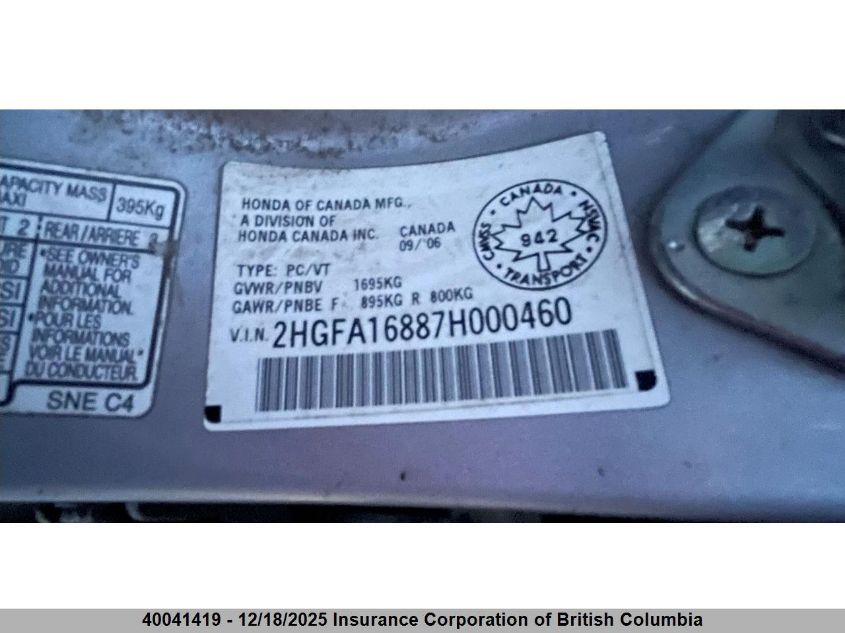 CAPACITY MASS
MAXI
395Kg
2
REAR/ARRIERE
*SEE OWNER'S
MANUAL FOR
ADDITIONAL
INFORMATION.
*POUR LES
INFORMATIONS
VOIR LE MANUEL
DU CONDUCTEUR.
SNE C4
HONDA OF CANADA MFG.,
A DIVISION OF
HONDA CANADA INC.
CANADA
09/'06
TYPE: PC/VT
GVWR/PNBV 1695KG
GAWR/PNBE F 895KG R 800KG
V.I.N. 2HGFA16887H000460
CANADA
CMVSS
NSVAC
942
TRANSPORT
40041419 - 12/18/2025 Insurance Corporation of British Columbia